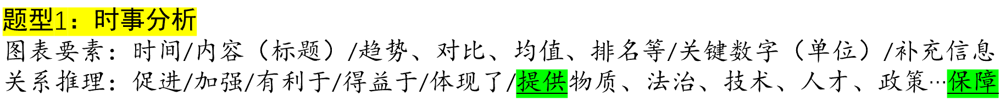 题型1：时事分析
图表要素：时间/内容（标题）/趋势、对比、均值、排名等/关键数字（单位）/补充信息
关系推理：促进/加强/有利于/得益于/体现了/提供物质、法治、技术、人才、政策…保障